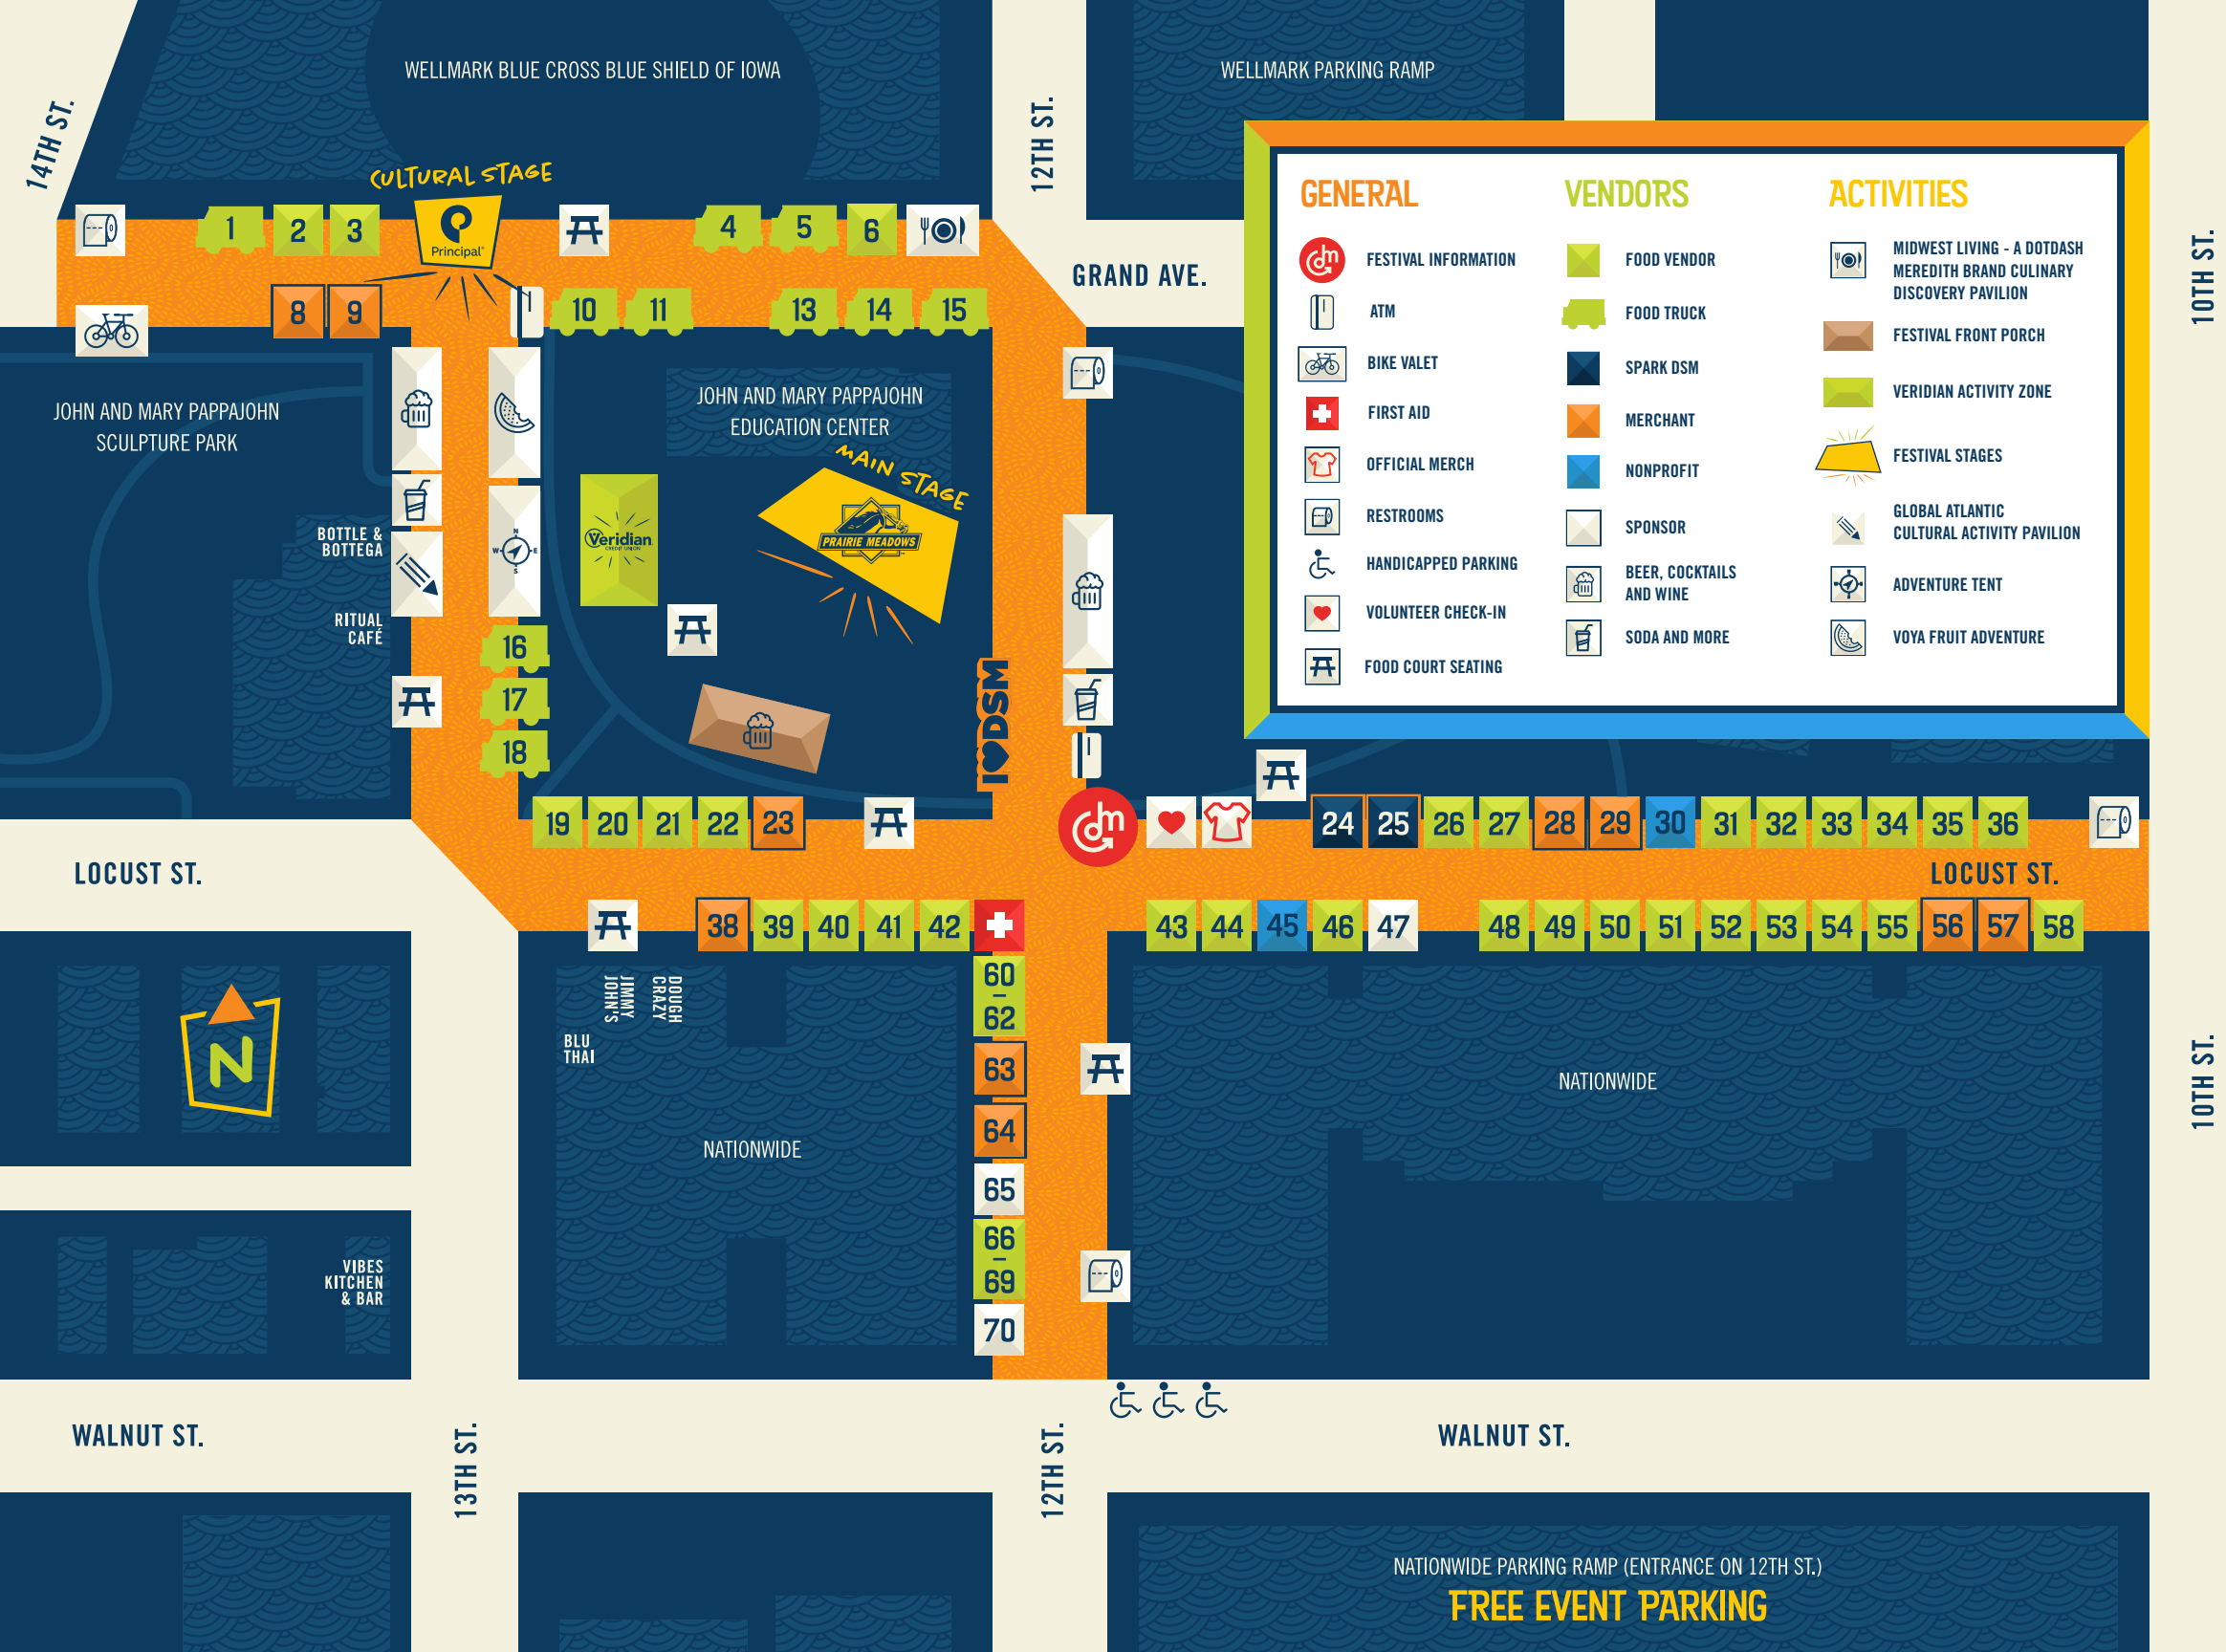 WELLMARK BLUE CROSS BLUE SHIELD OF IOWA
WELLMARK PARKING RAMP
14TH ST.
12TH ST.
10TH ST.
CULTURAL STAGE
Principal
1
2
3
4
5
6
GRAND AVE.
8
9
10
11
13
14
15
GENERAL
FESTIVAL INFORMATION
ATM
BIKE VALET
FIRST AID
OFFICIAL MERCH
RESTROOMS
HANDICAPPED PARKING
VOLUNTEER CHECK-IN
FOOD COURT SEATING
VENDORS
FOOD VENDOR
FOOD TRUCK
SPARK DSM
MERCHANT
NONPROFIT
SPONSOR
BEER, COCKTAILS
AND WINE
SODA AND MORE
ACTIVITIES
MIDWEST LIVING - A DOTDASH
MEREDITH BRAND CULINARY
DISCOVERY PAVILION
FESTIVAL FRONT PORCH
VERIDIAN ACTIVITY ZONE
FESTIVAL STAGES
GLOBAL ATLANTIC
CULTURAL ACTIVITY PAVILION
ADVENTURE TENT
VOYA FRUIT ADVENTURE
JOHN AND MARY PAPPAJOHN
SCULPTURE PARK
JOHN AND MARY PAPPAJOHN
EDUCATION CENTER
MAIN STAGE
PRAIRIE MEADOWS
Veridian
CREDIT UNION
N
W
E
S
BOTTLE &
BOTTEGA
RITUAL
CAFÉ
16
17
18
I DSM
dm
19
20
21
22
23
24
25
26
27
28
29
30
31
32
33
34
35
36
LOCUST ST.
LOCUST ST.
38
39
40
41
42
43
44
45
46
47
48
49
50
51
52
53
54
55
56
57
58
60
–
62
63
64
65
66
–
69
70
JIMMY
JOHN'S
DOUGH
CRAZY
BLU
THAI
N
NATIONWIDE
NATIONWIDE
10TH ST.
VIBES
KITCHEN
& BAR
WALNUT ST.
WALNUT ST.
13TH ST.
12TH ST.
NATIONWIDE PARKING RAMP (ENTRANCE ON 12TH ST.)
FREE EVENT PARKING